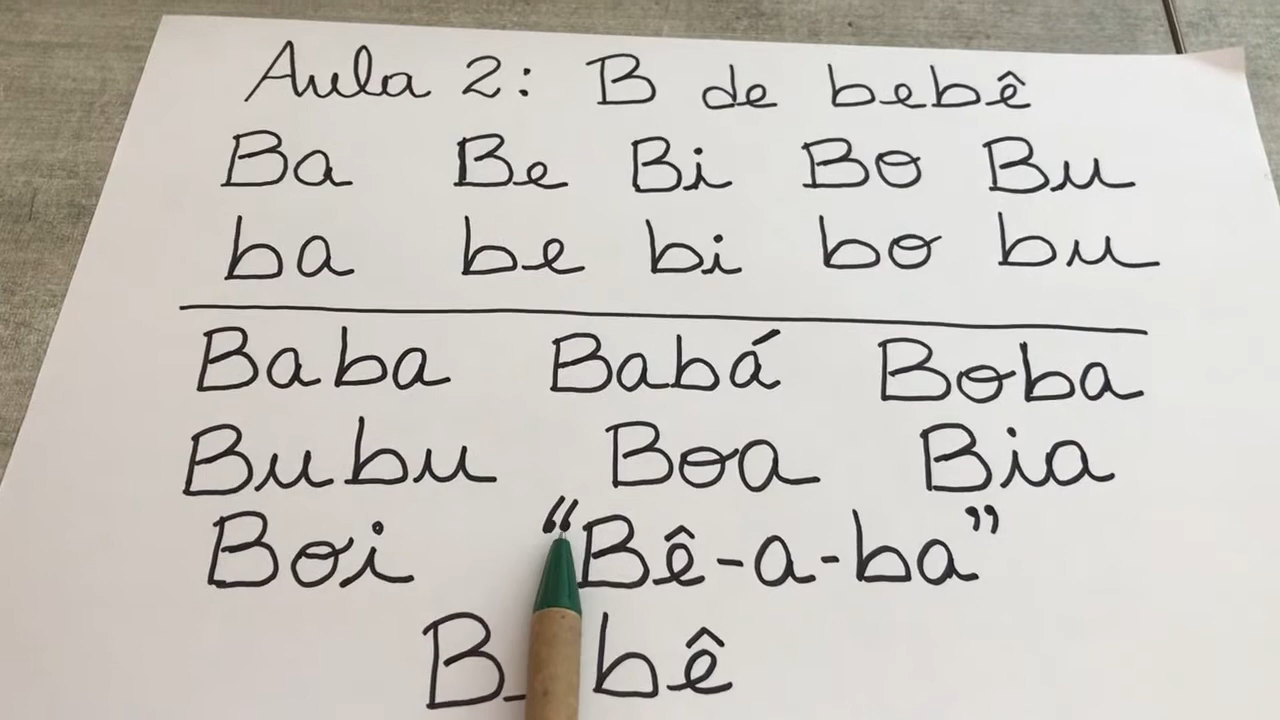 Aula 2: B de bebê
Ba Be Bi Bo Bu
ba be bi bo bu
Baba Babá Boba
Bubu Boa Bia
Boi “Bê-a-ba”